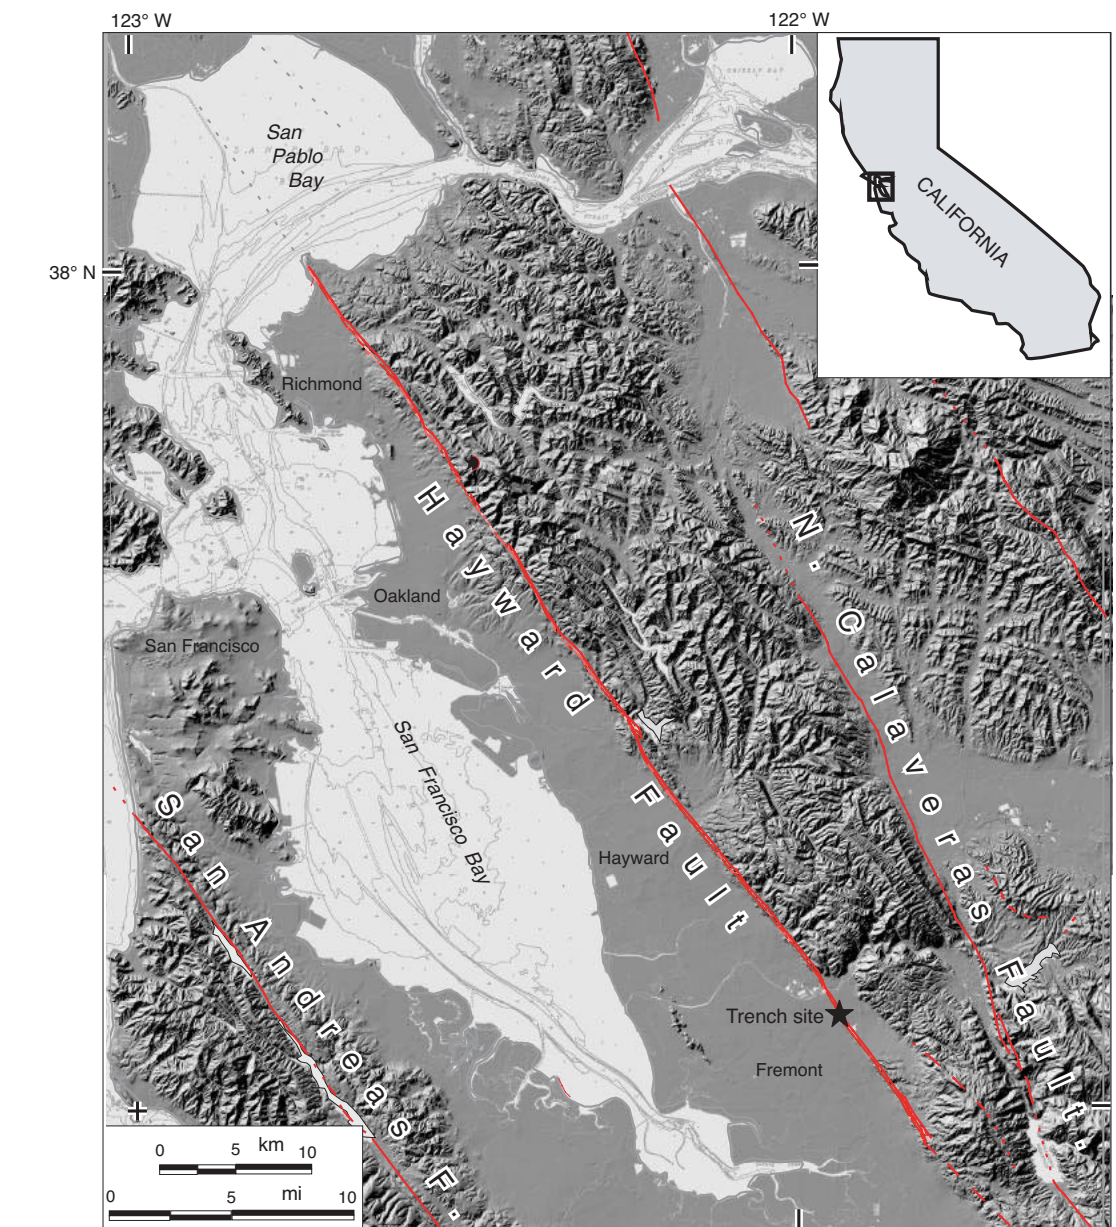 123° W
122° W
San
Pablo
Bay
CALIFORNIA
38° N
Richmond
Hayward Fault
N. Calaveras Fault.
Oakland
San Francisco
San Francisco Bay
San Andreas F.
Hayward
Trench site
Fremont
0 5 km 10
0 5 mi 10